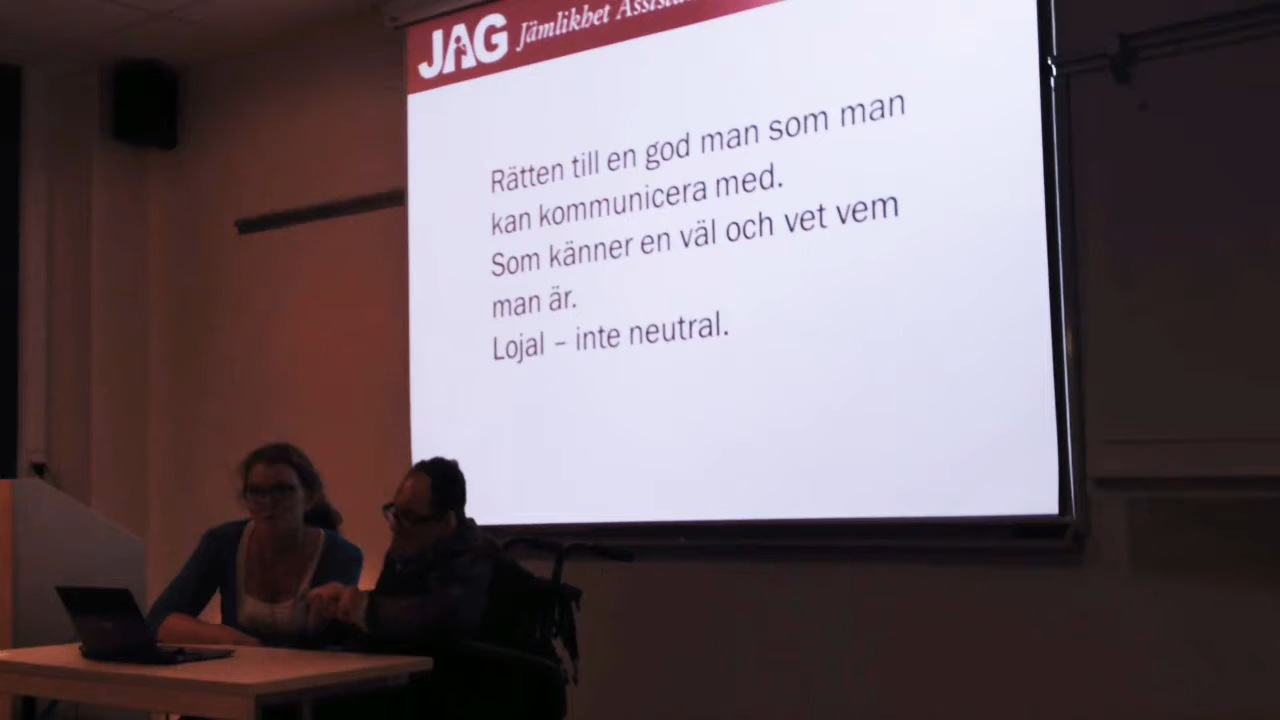 JAG Jämlikhet
Rätten till en god man som man
kan kommunicera med.
Som känner en väl och vet vem
man är.
Lojal – inte neutral.